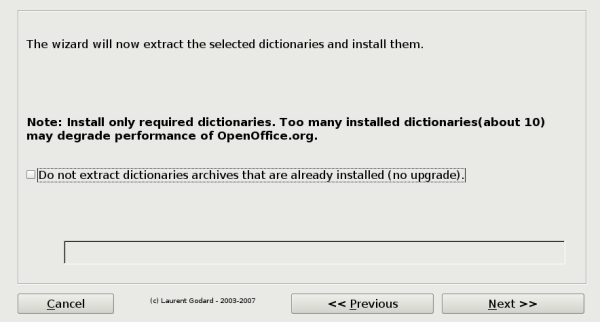 The wizard will now extract the selected dictionaries and install them.
Note: Install only required dictionaries. Too many installed dictionaries(about 10)
may degrade performance of OpenOffice.org.
Do not extract dictionaries archives that are already installed (no upgrade).
Cancel
(c) Laurent Godard - 2003-2007
<< Previous
Next >>